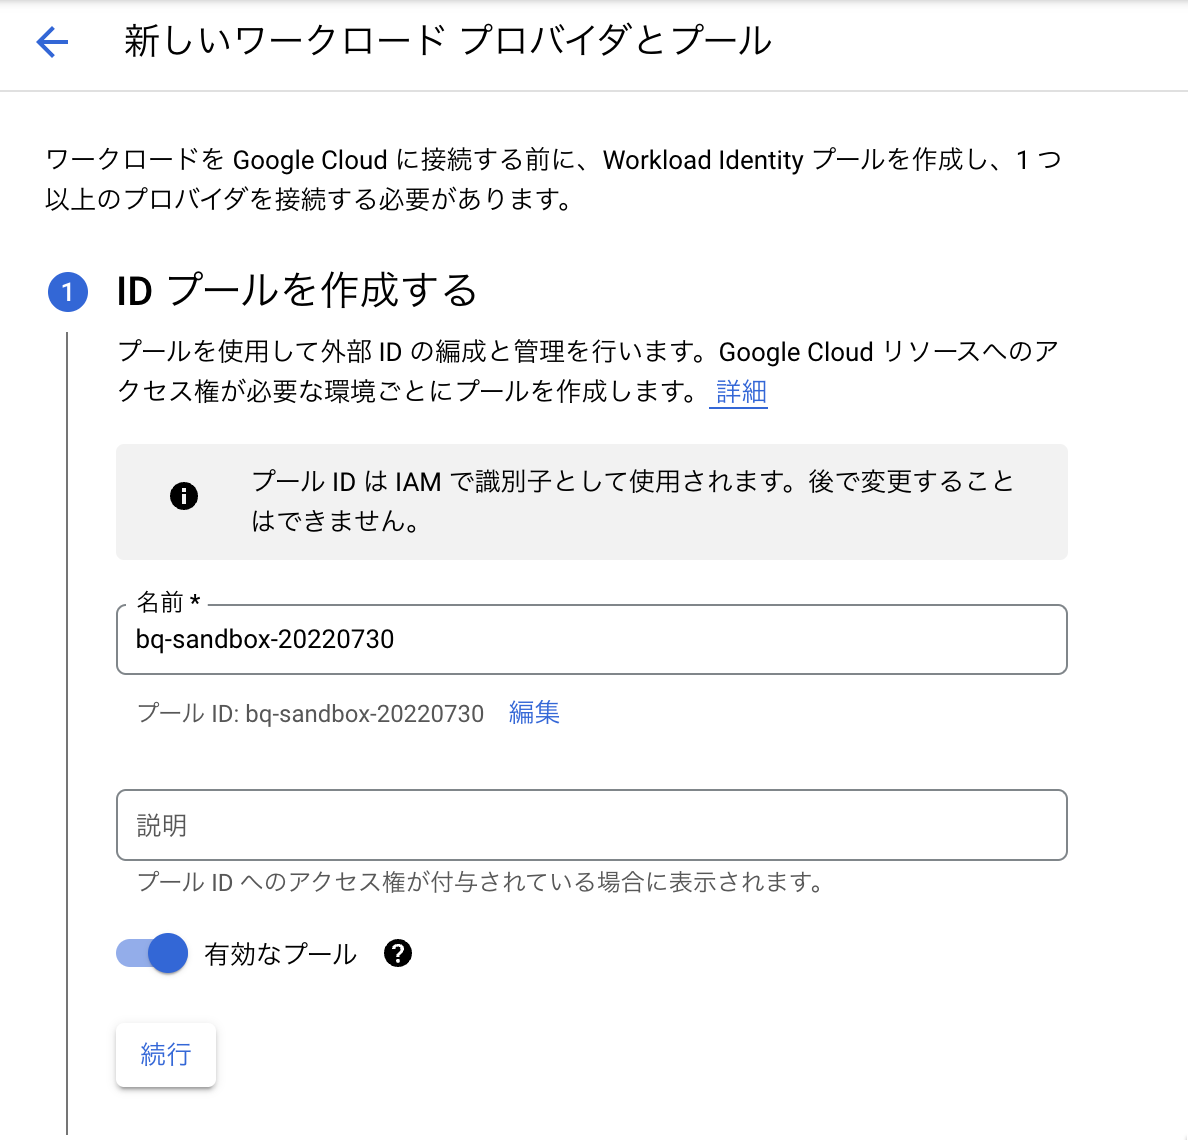 新しいワークロード プロバイダとプール
ワークロードを Google Cloud に接続する前に、Workload Identity プールを作成し、1 つ
以上のプロバイダを接続する必要があります。
1 ID プールを作成する
プールを使用して外部 ID の編成と管理を行います。Google Cloud リソースへのア
クセス権が必要な環境ごとにプールを作成します。 詳細
プール ID は IAM で識別子として使用されます。後で変更すること
はできません。
名前 *
bq-sandbox-20220730
プール ID: bq-sandbox-20220730 編集
説明
プール ID へのアクセス権が付与されている場合に表示されます。
有効なプール
続行